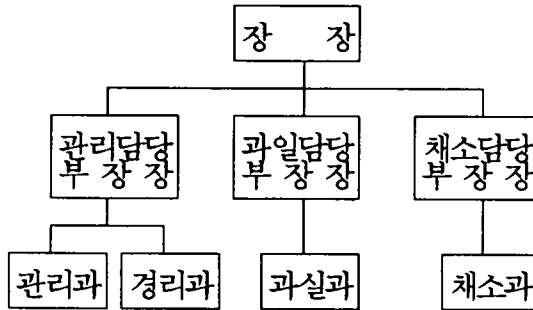 장 장
관리담당
부 장 장
과일담당
부 장 장
채소담당
부 장 장
관리과
경리과
과실과
채소과